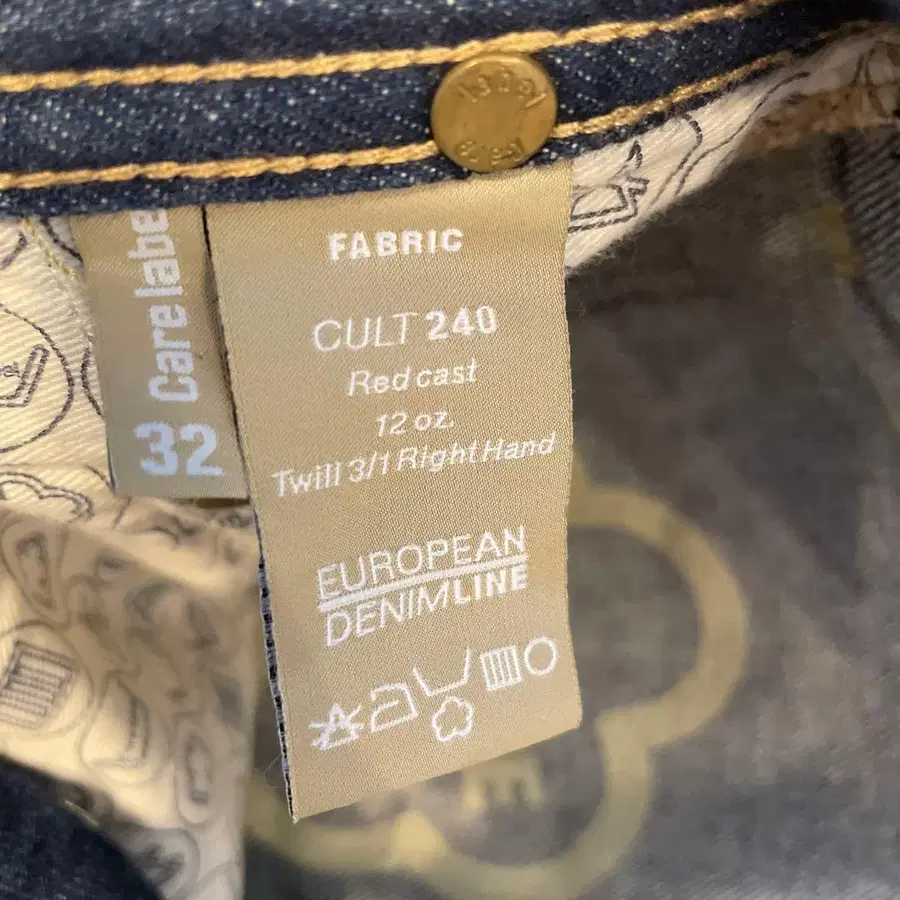 Care label
32
FABRIC
CULT 240
Red cast
12 oz.
Twill 3/1 Right Hand
EUROPEAN
DENIMLINE
E